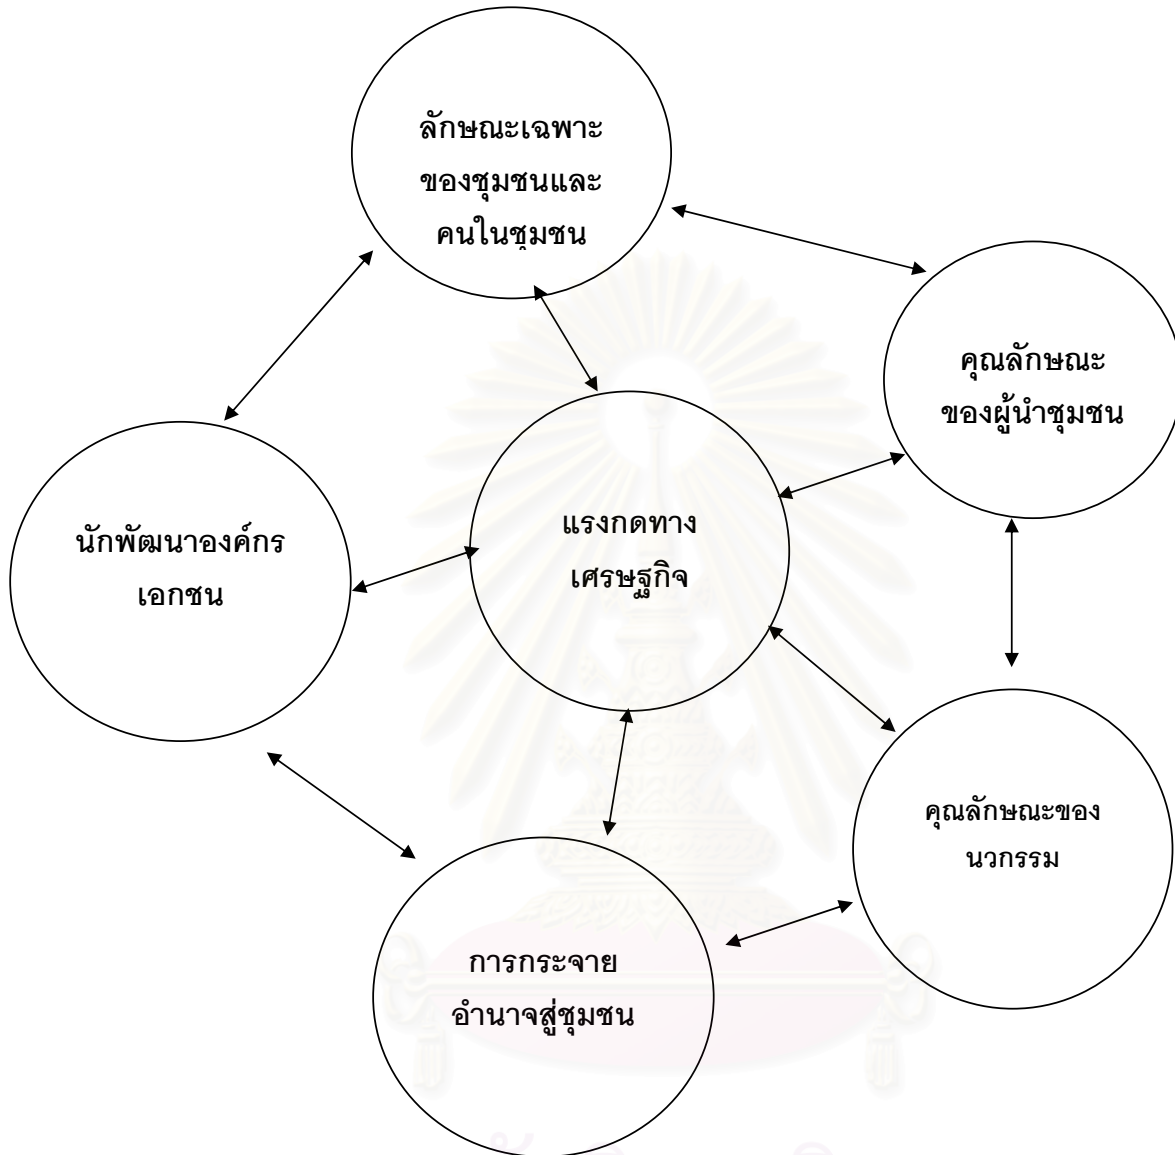 ลักษณะเฉพาะ
ของชุมชนและ
คนในชุมชน
คุณลักษณะ
ของผู้นำชุมชน
แรงกดทาง
เศรษฐกิจ
นักพัฒนาองค์กร
เอกชน
คุณลักษณะของ
นวกรรม
การกระจาย
อำนาจสู่ชุมชน